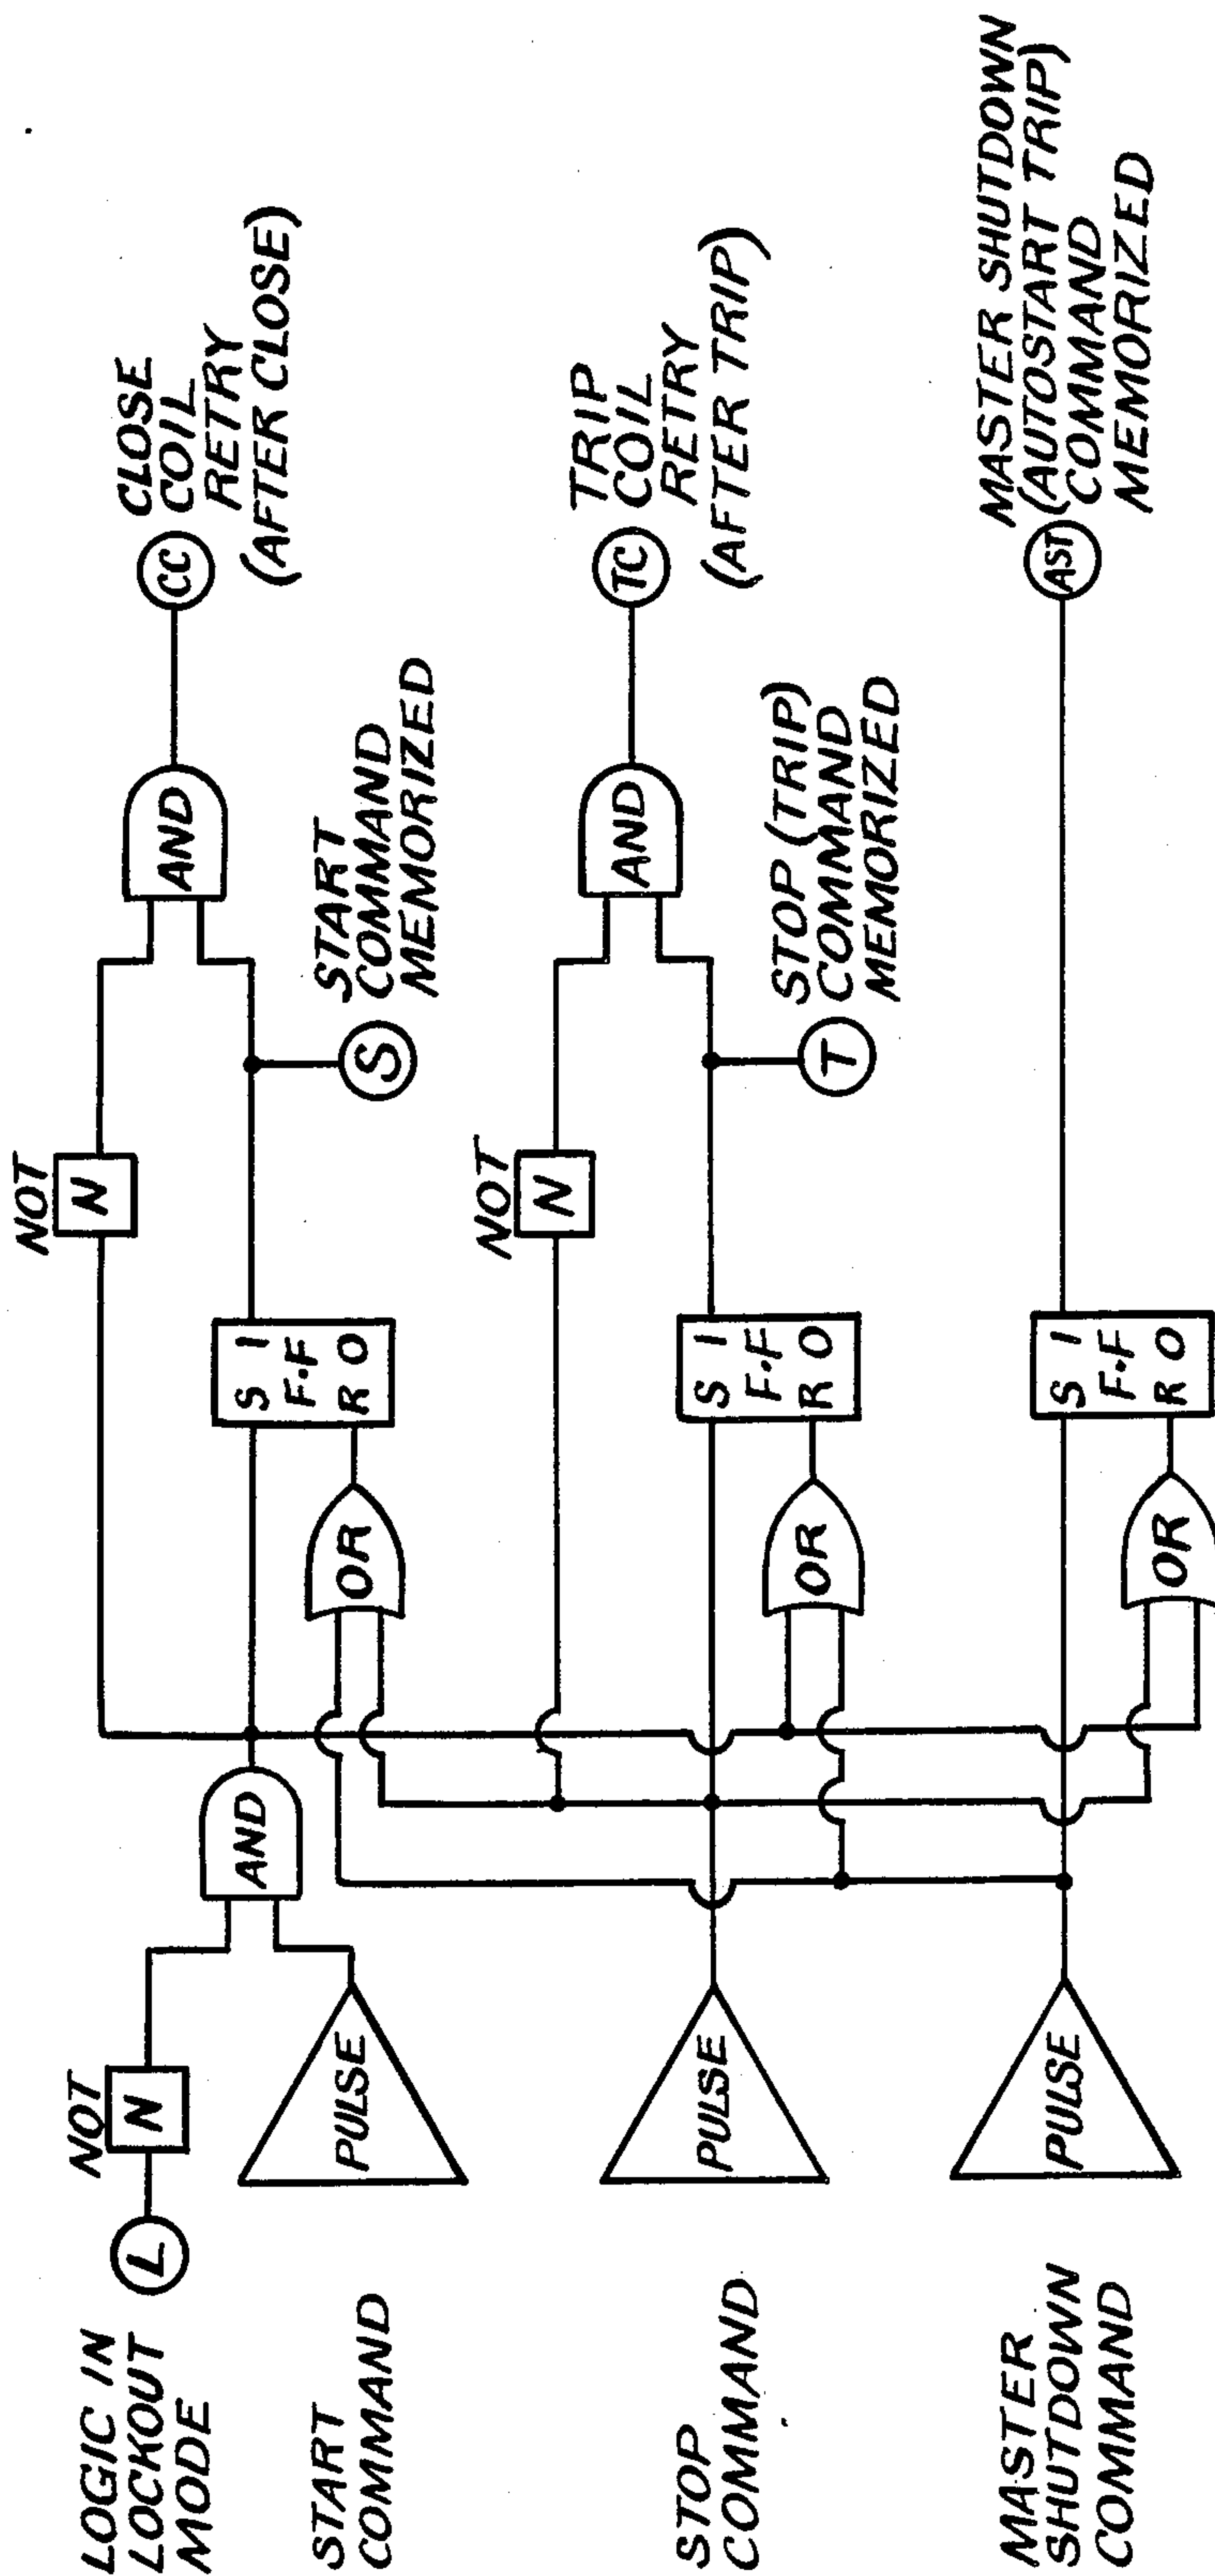 LOGIC IN
LOCKOUT
MODE
L
NOT
N
START
COMMAND
PULSE
AND
NOT
N
OR
S I
F·F
R O
AND
CC
CLOSE
COIL
RETRY
(AFTER CLOSE)
S
START
COMMAND
MEMORIZED
STOP
COMMAND
PULSE
NOT
N
OR
S I
F·F
R O
AND
TC
TRIP
COIL
RETRY
(AFTER TRIP)
T
STOP (TRIP)
COMMAND
MEMORIZED
MASTER
SHUTDOWN
COMMAND
PULSE
OR
S I
F·F
R O
AST
MASTER SHUTDOWN
(AUTOSTART TRIP)
COMMAND
MEMORIZED